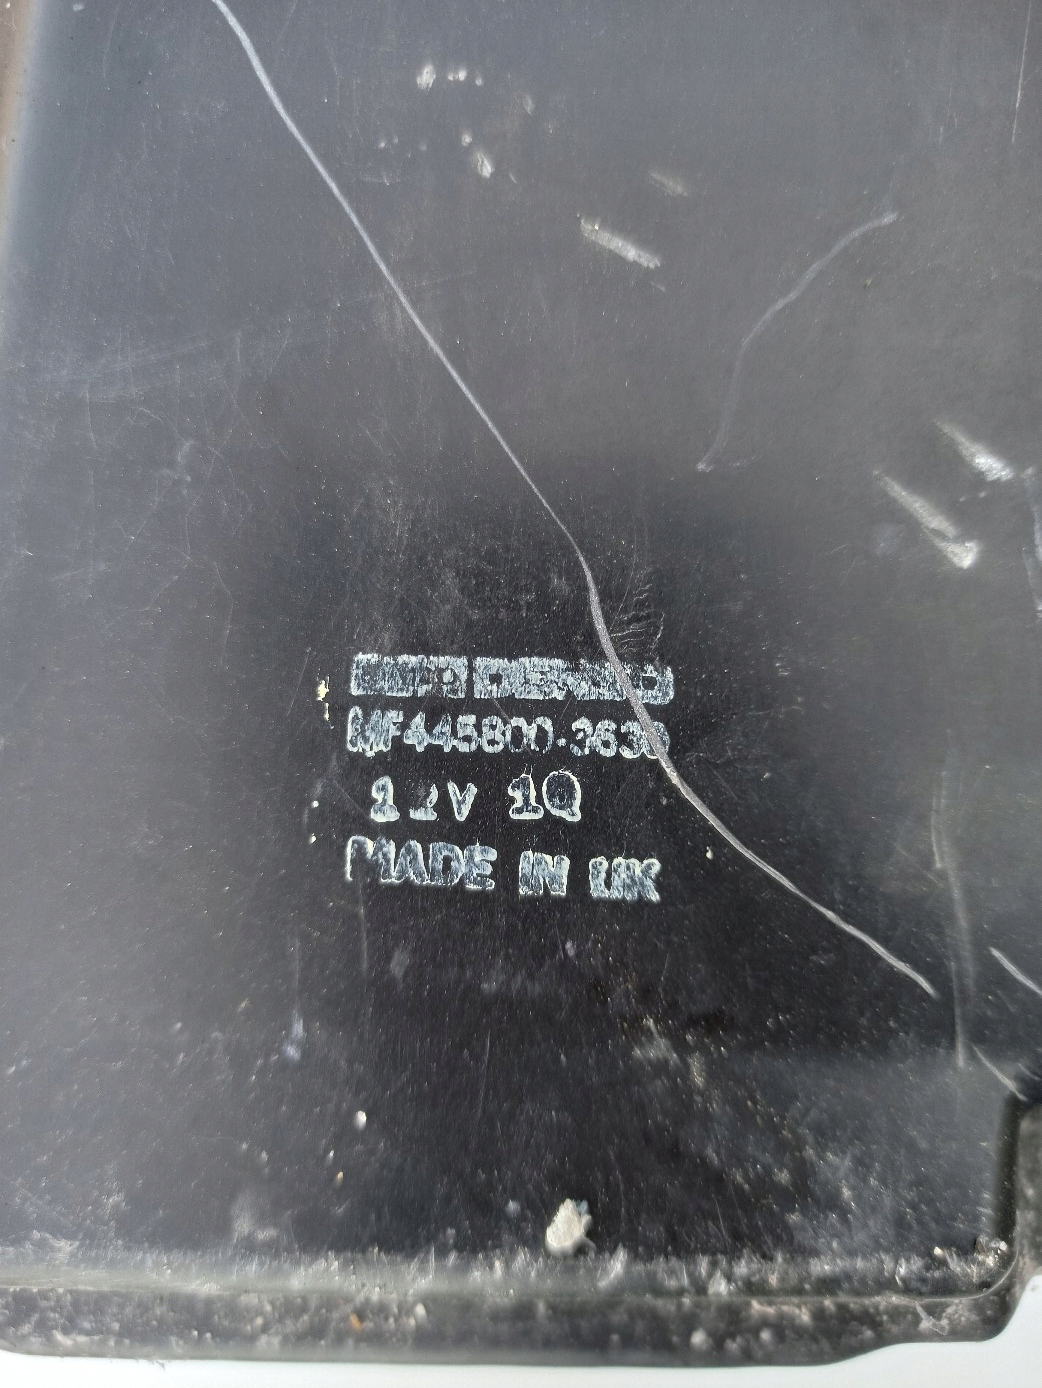 DENSO
MF445800-3630
12V 1Q
MADE IN UK